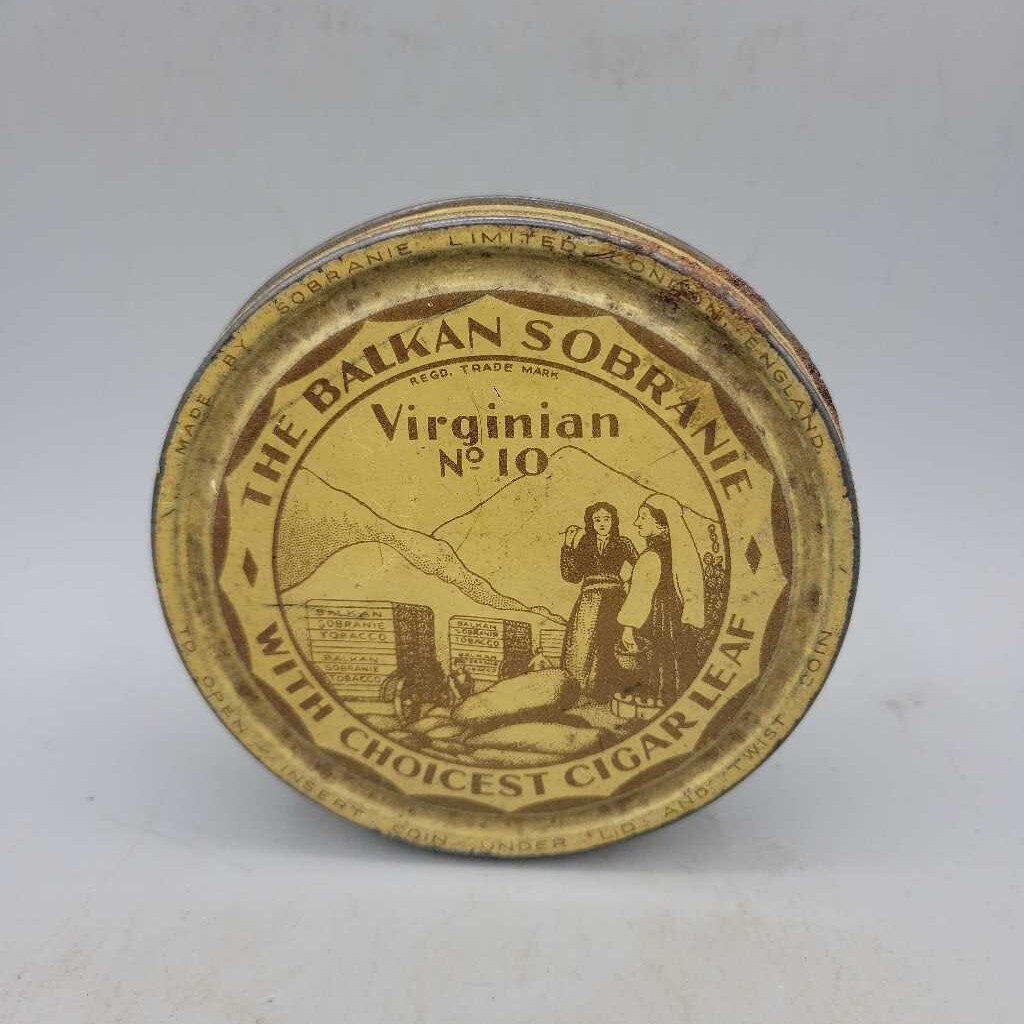 MADE BY SOBRANIE LIMITED, LONDON, ENGLAND.
THE BALKAN SOBRANIE
REGD. TRADE MARK
Virginian
No 10
BALKAN
SOBRANIE
TOBACCO
BALKAN
SOBRANIE
TOBACCO
BALKAN
SOBRANIE
TOBACCO
WITH CHOICEST CIGAR LEAF
TO OPEN - INSERT COIN UNDER LID AND TWIST COIN